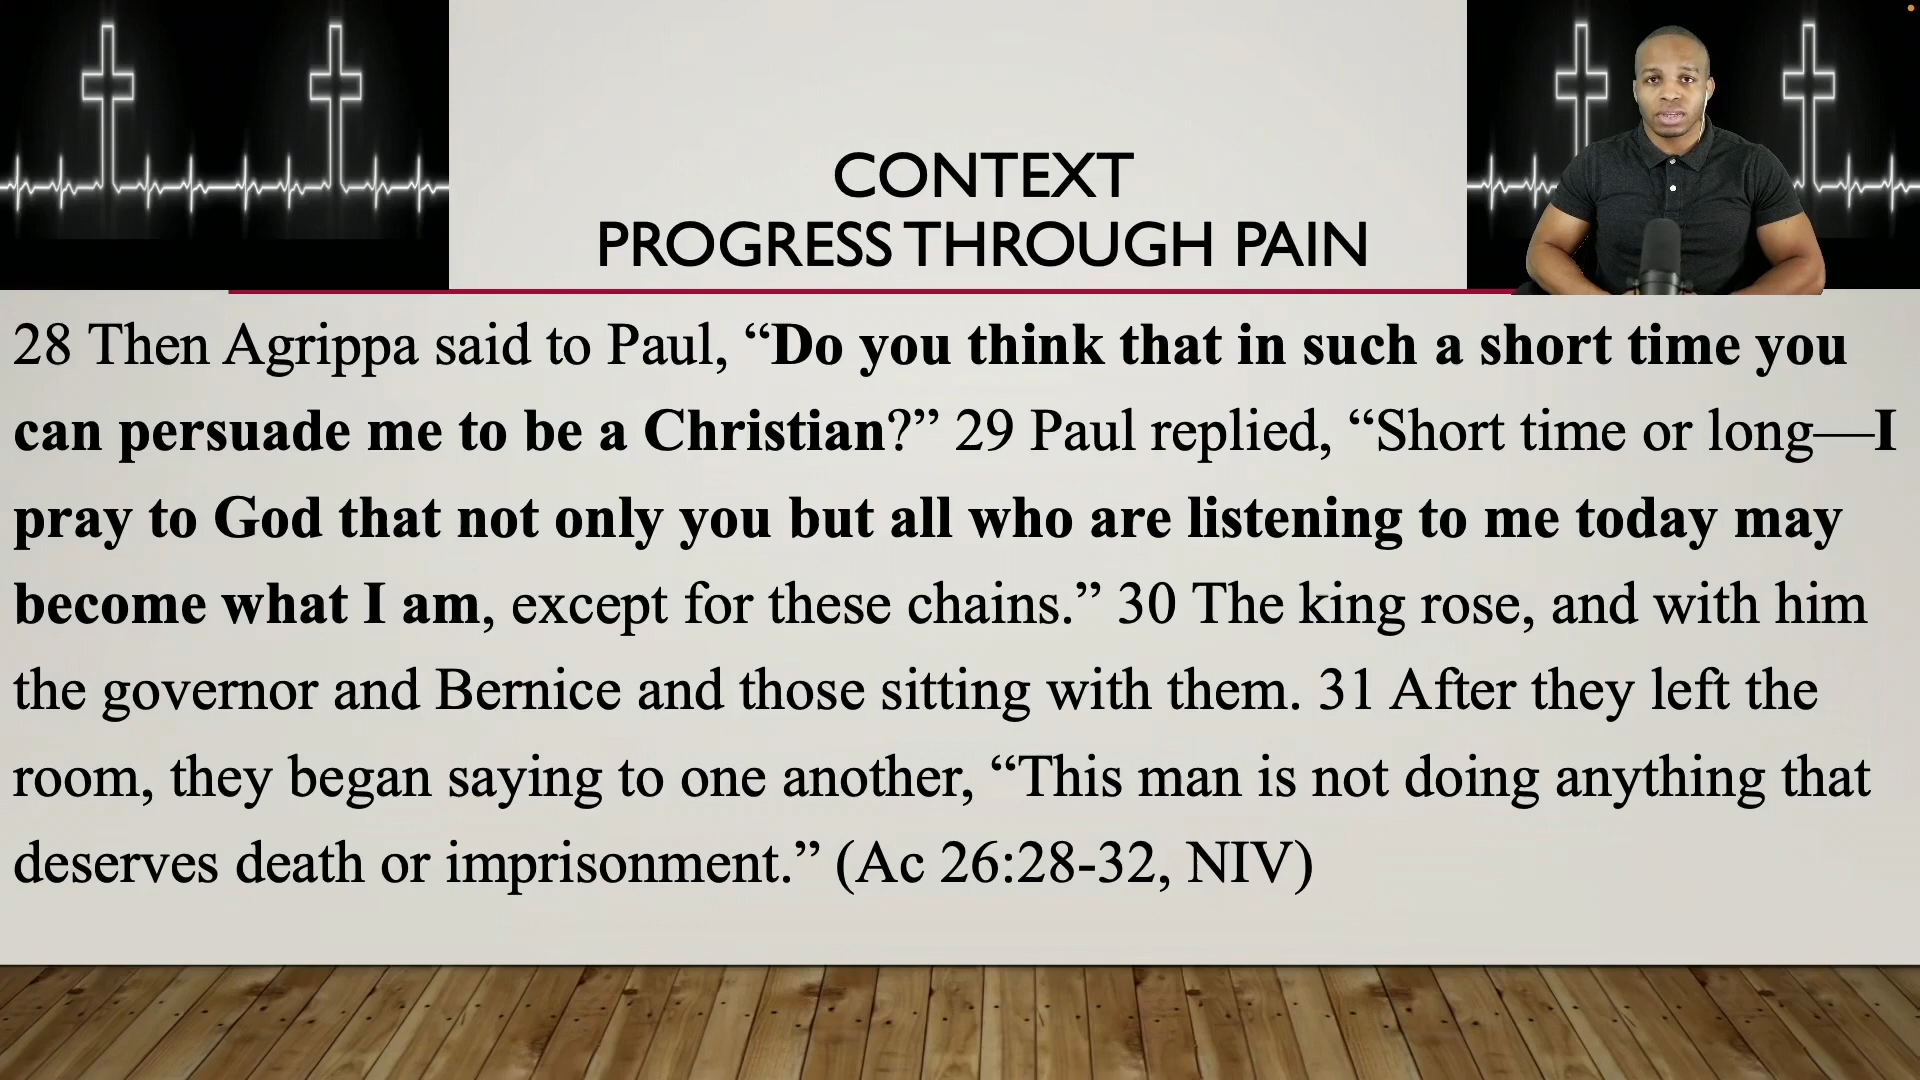 CONTEXT
PROGRESS THROUGH PAIN
28 Then Agrippa said to Paul, “Do you think that in such a short time you
can persuade me to be a Christian?” 29 Paul replied, “Short time or long—I
pray to God that not only you but all who are listening to me today may
become what I am, except for these chains.” 30 The king rose, and with him
the governor and Bernice and those sitting with them. 31 After they left the
room, they began saying to one another, “This man is not doing anything that
deserves death or imprisonment.” (Ac 26:28-32, NIV)